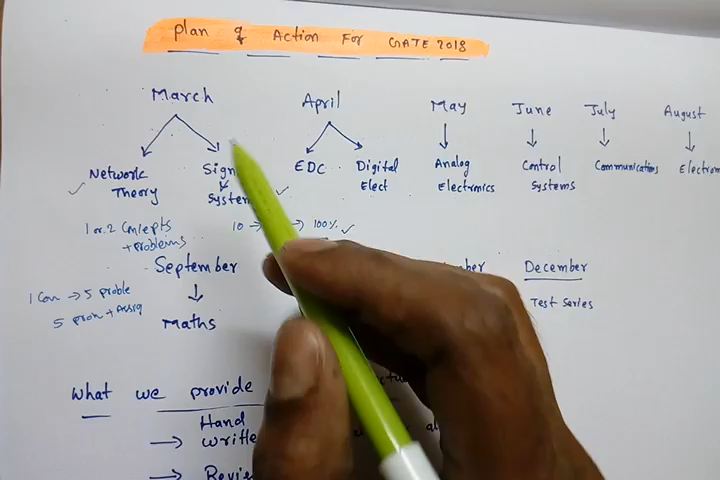 Plan of Action For GATE 2018
March April May June July August
Network Theory
EDC Digital Elect
Analog Electrmics
Control Systems
Communications
1 or 2 Concepts + problems
10 → → 100%
September December
1 Con → 5 proble
5 prom + Assig
Maths
Test Series
What we provide
→ Hand